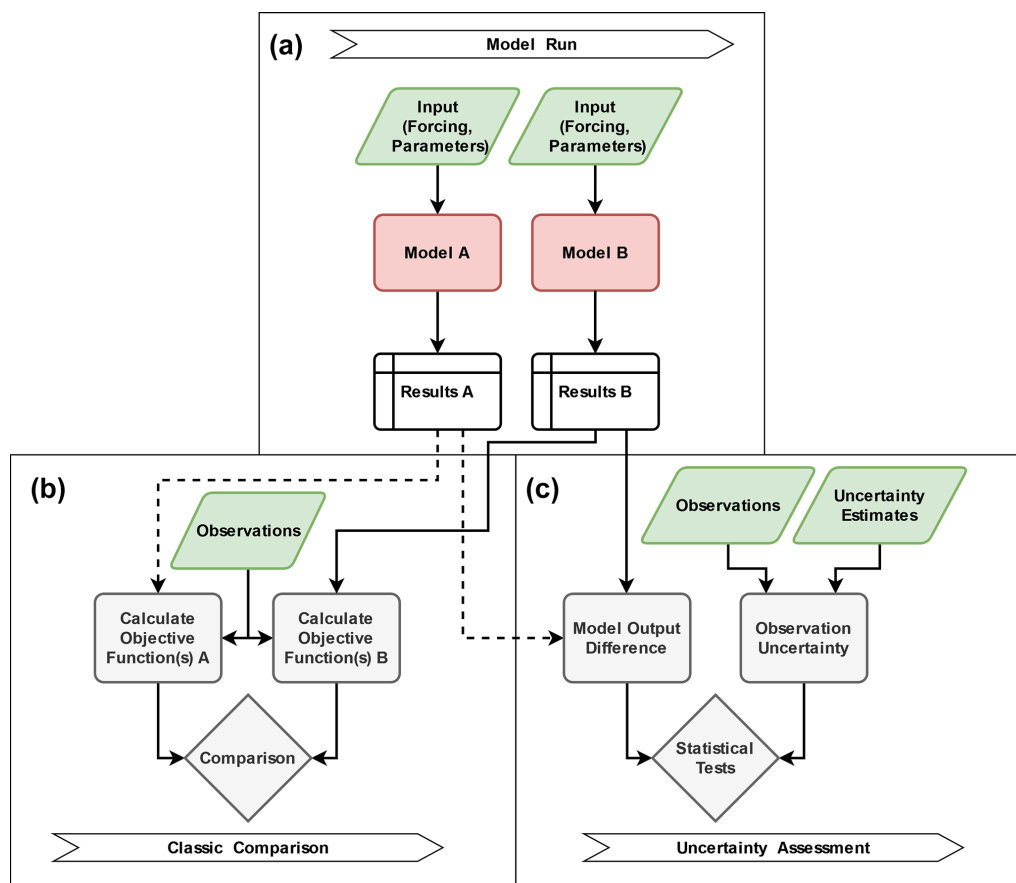 (a)
Model Run
Input
(Forcing,
Parameters)
Input
(Forcing,
Parameters)
Model A
Model B
Results A
Results B
(b)
Observations
Calculate
Objective
Function(s) A
Calculate
Objective
Function(s) B
Comparison
Classic Comparison
(c)
Observations
Uncertainty
Estimates
Model Output
Difference
Observation
Uncertainty
Statistical
Tests
Uncertainty Assessment